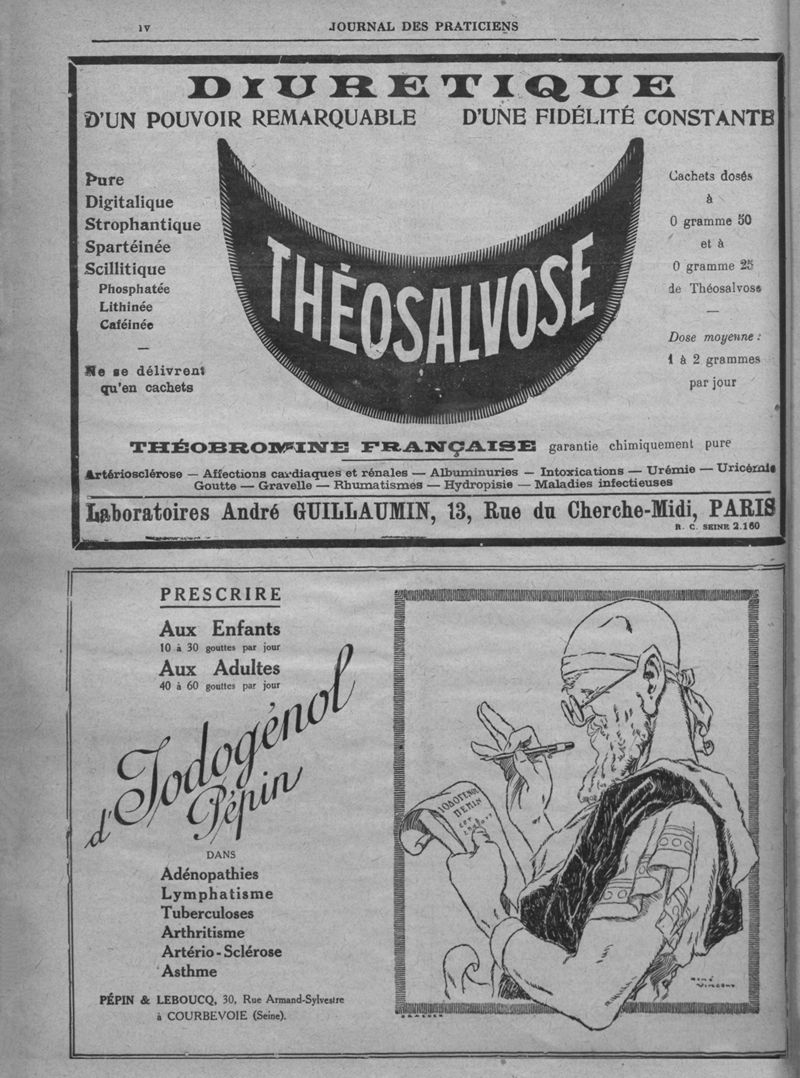 IV JOURNAL DES PRATICIENS
DIURETIQUE
D'UN POUVOIR REMARQUABLE D'UNE FIDÉLITÉ CONSTANTE
Pure
Digitalique
Strophantique
Spartéinée
Scillitique
Phosphatée
Lithinée
Caféinée
—
Ne se délivrent
qu'en cachets
THÉOSALVOSE
Cachets dosés
à
0 gramme 50
et à
0 gramme 25
de Théosalvose
—
Dose moyenne :
1 à 2 grammes
par jour
THÉOBROMINE FRANÇAISE garantie chimiquement pure
Artériosclérose — Affections cardiaques et rénales — Albuminuries — Intoxications — Urémie — Uricémie
Goutte — Gravelle — Rhumatismes — Hydropisie — Maladies infectieuses
Laboratoires André GUILLAUMIN, 13, Rue du Cherche-Midi, PARIS
R. C. SEINE 2.160
PRESCRIRE
Aux Enfants
10 à 30 gouttes par jour
Aux Adultes
40 à 60 gouttes par jour
d'Iodogénol
Pépin
DANS
Adénopathies
Lymphatisme
Tuberculoses
Arthritisme
Artério-Sclérose
Asthme
PÉPIN & LEBOUCQ, 30, Rue Armand-Sylvestre
à COURBEVOIE (Seine).
RENÉ
VINCENT